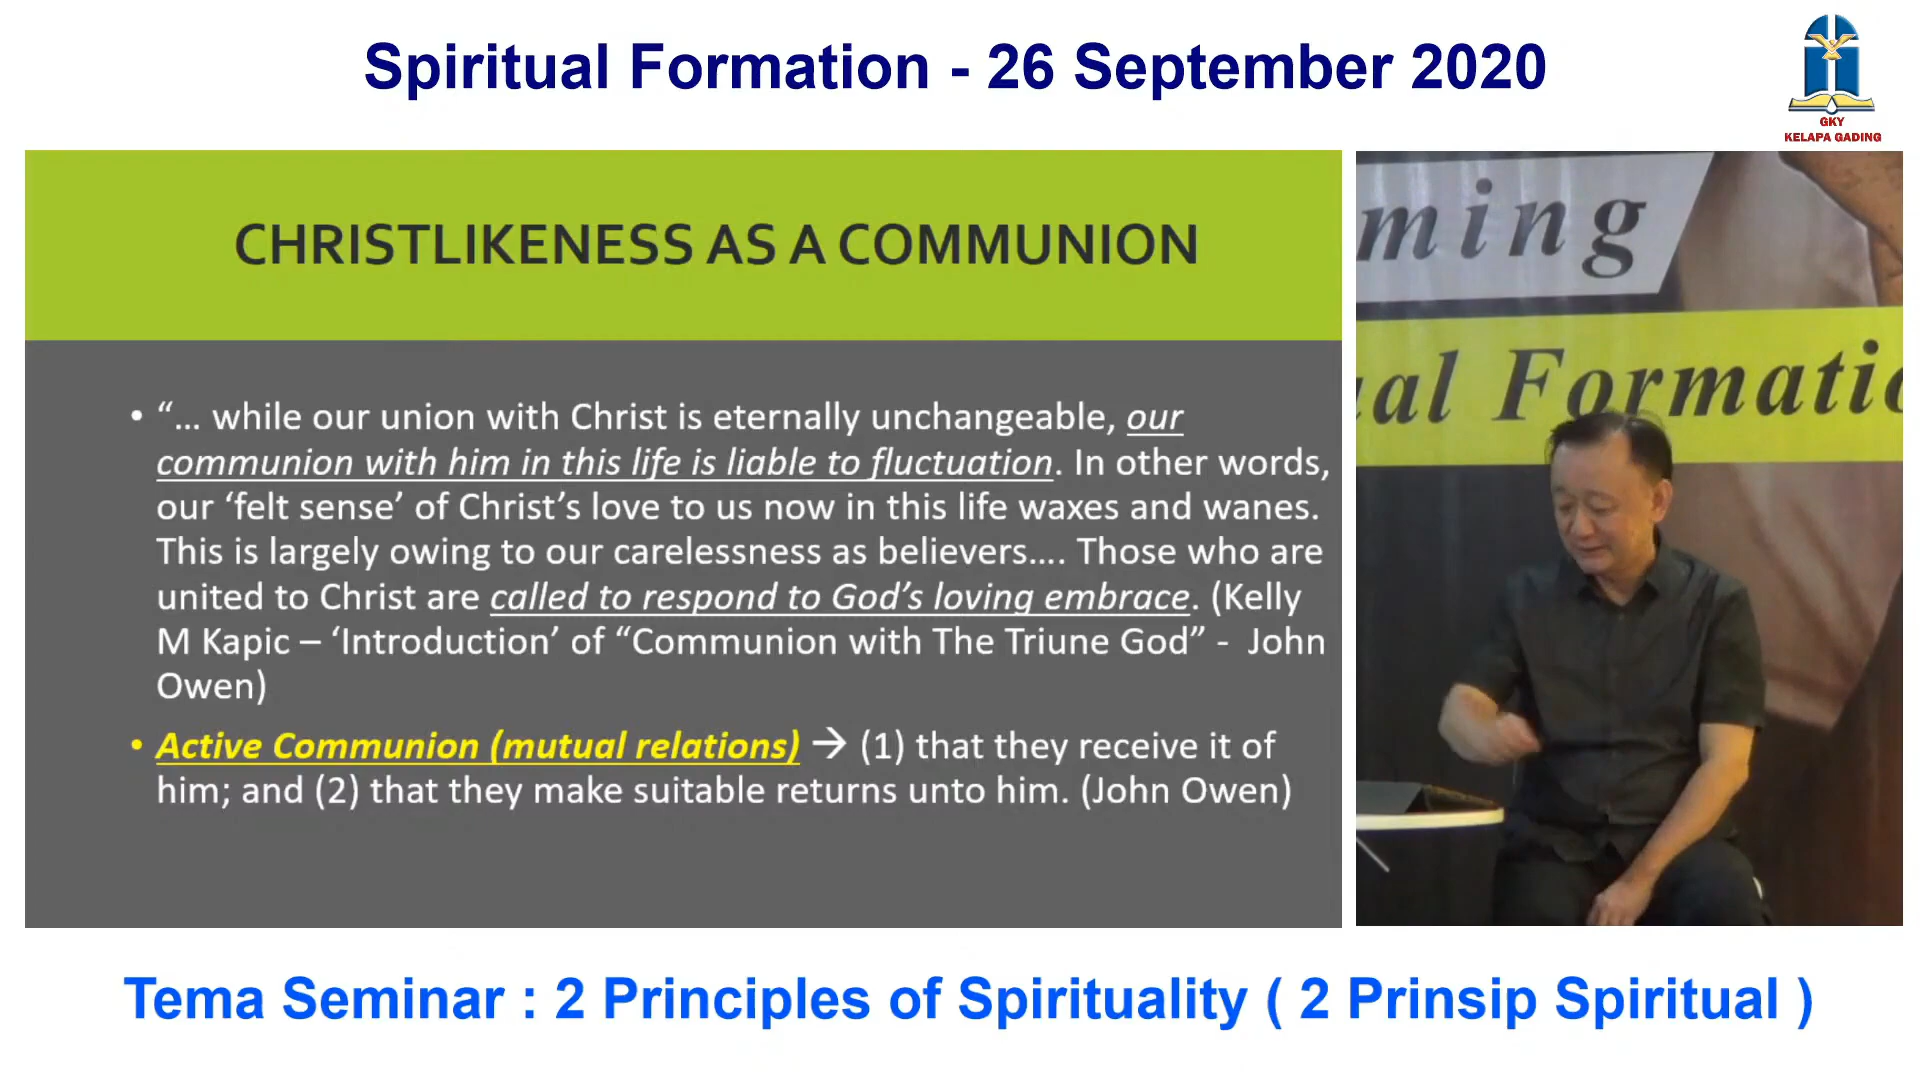 Spiritual Formation - 26 September 2020
GKY
KELAPA GADING
CHRISTLIKENESS AS A COMMUNION
• “… while our union with Christ is eternally unchangeable, our
communion with him in this life is liable to fluctuation. In other words,
our ‘felt sense’ of Christ’s love to us now in this life waxes and wanes.
This is largely owing to our carelessness as believers…. Those who are
united to Christ are called to respond to God’s loving embrace. (Kelly
M Kapic – ‘Introduction’ of “Communion with The Triune God” - John
Owen)
• Active Communion (mutual relations) → (1) that they receive it of
him; and (2) that they make suitable returns unto him. (John Owen)
ming
ual Formatio
Tema Seminar : 2 Principles of Spirituality ( 2 Prinsip Spiritual )